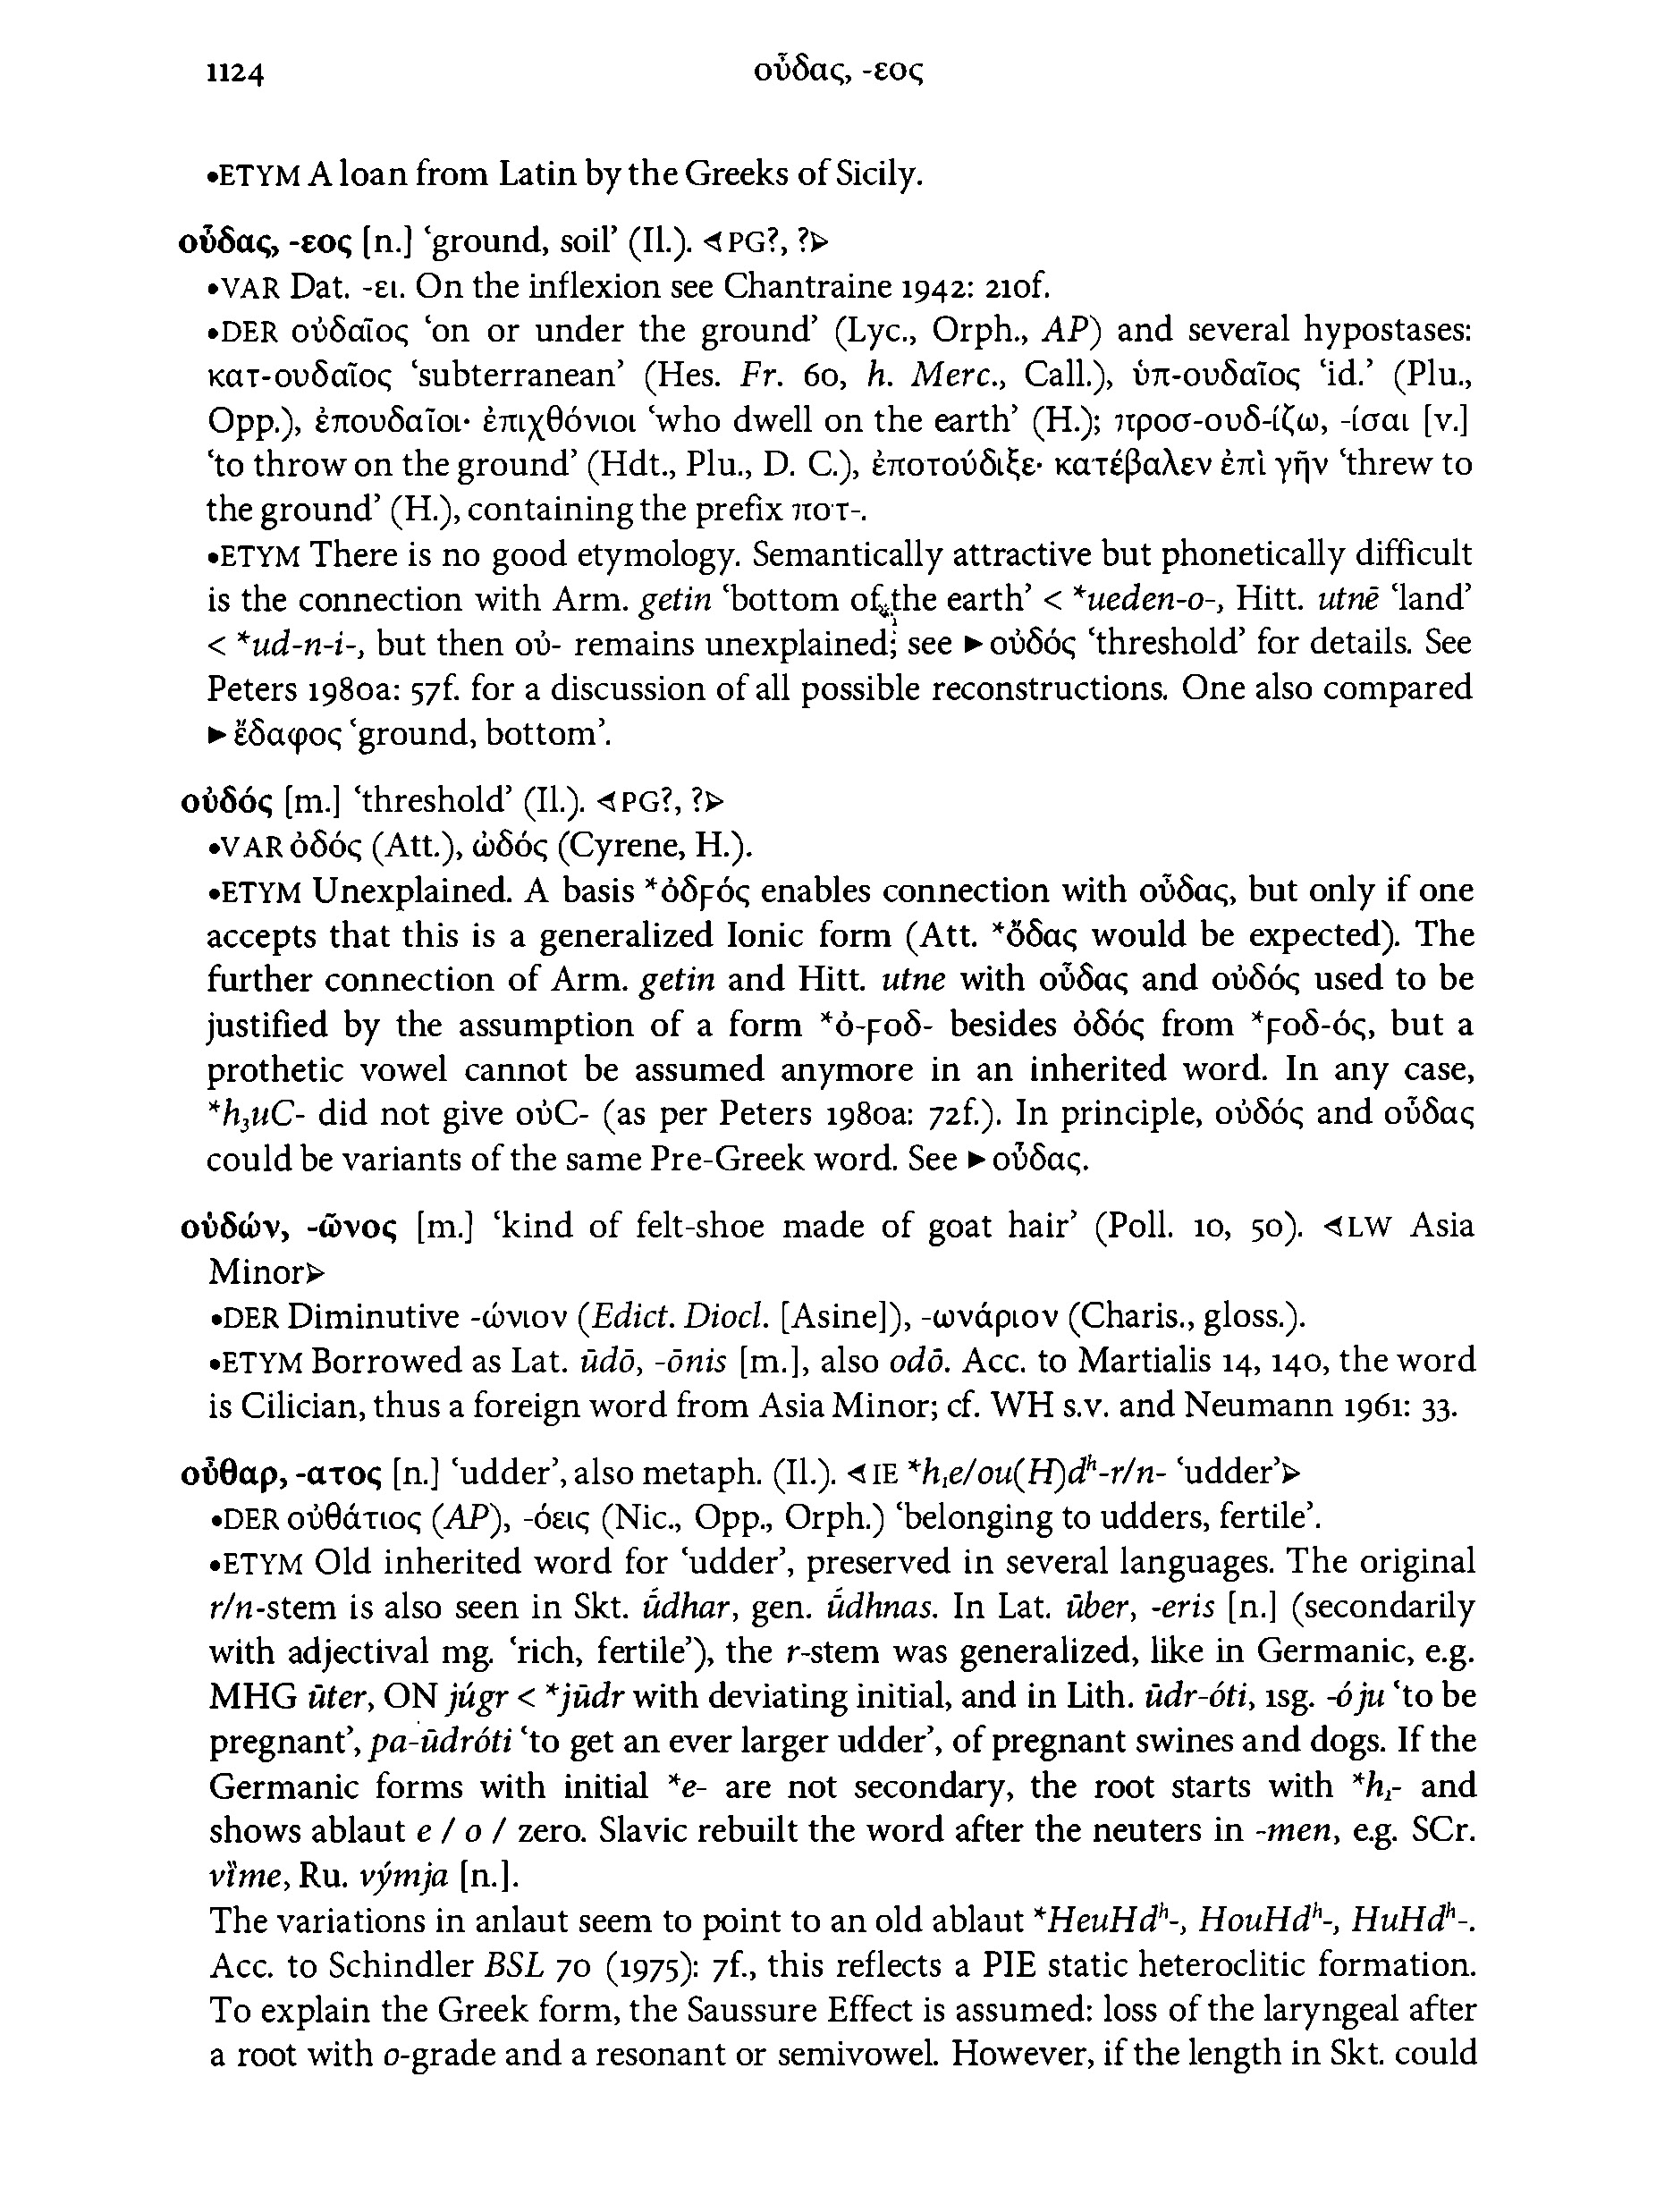 1124
οὖδας, -εος
•ETYM A loan from Latin by the Greeks of Sicily.
οὖδας, -εος [n.] ‘ground, soil’ (Il.). ⊲PG?, ?⊳
•VAR Dat. -ει. On the inflexion see Chantraine 1942: 210f.
•DER οὐδαῖος ‘on or under the ground’ (Lyc., Orph., AP) and several hypostases:
κατ-ουδαῖος ‘subterranean’ (Hes. Fr. 60, h. Merc., Call.), ὑπ-ουδαῖος ‘id.’ (Plu.,
Opp.), ἐπουδαῖοι· ἐπιχθόνιοι ‘who dwell on the earth’ (H.); προσ-ουδ-ίζω, -ίσαι [v.]
‘to throw on the ground’ (Hdt., Plu., D. C.), ἐποτούδιξε· κατέβαλεν ἐπὶ γῆν ‘threw to
the ground’ (H.), containing the prefix ποτ-.
•ETYM There is no good etymology. Semantically attractive but phonetically difficult
is the connection with Arm. getin ‘bottom of the earth’ < *ueden-o-, Hitt. utnē ‘land’
< *ud-n-i-, but then οὐ- remains unexplained; see ►οὐδός ‘threshold’ for details. See
Peters 1980a: 57f. for a discussion of all possible reconstructions. One also compared
►ἔδαφος ‘ground, bottom’.
οὐδός [m.] ‘threshold’ (Il.). ⊲PG?, ?⊳
•VAR ὀδός (Att.), ὠδός (Cyrene, H.).
•ETYM Unexplained. A basis *ὀδϝός enables connection with οὖδας, but only if one
accepts that this is a generalized Ionic form (Att. *ὄδας would be expected). The
further connection of Arm. getin and Hitt. utne with οὖδας and οὐδός used to be
justified by the assumption of a form *ὀ-ϝοδ- besides ὀδός from *ϝοδ-ός, but a
prothetic vowel cannot be assumed anymore in an inherited word. In any case,
*h₃uC- did not give οὐC- (as per Peters 1980a: 72f.). In principle, οὐδός and οὖδας
could be variants of the same Pre-Greek word. See ►οὖδας.
οὐδών, -ῶνος [m.] ‘kind of felt-shoe made of goat hair’ (Poll. 10, 50). ⊲LW Asia
Minor⊳
•DER Diminutive -ώνιον (Edict. Diocl. [Asine]), -ωνάριον (Charis., gloss.).
•ETYM Borrowed as Lat. ūdō, -ōnis [m.], also odō. Acc. to Martialis 14, 140, the word
is Cilician, thus a foreign word from Asia Minor; cf. WH s.v. and Neumann 1961: 33.
οὖθαρ, -ατος [n.] ‘udder’, also metaph. (Il.). ⊲IE *h₁e/ou(H)dʰ-r/n- ‘udder’⊳
•DER οὐθάτιος (AP), -όεις (Nic., Opp., Orph.) ‘belonging to udders, fertile’.
•ETYM Old inherited word for ‘udder’, preserved in several languages. The original
r/n-stem is also seen in Skt. ū́dhar, gen. ū́dhnas. In Lat. ūber, -eris [n.] (secondarily
with adjectival mg. ‘rich, fertile’), the r-stem was generalized, like in Germanic, e.g.
MHG ūter, ON júgr < *jūdr with deviating initial, and in Lith. ūdr-óti, 1sg. -óju ‘to be
pregnant’, pa-ūdróti ‘to get an ever larger udder’, of pregnant swines and dogs. If the
Germanic forms with initial *e- are not secondary, the root starts with *h₁- and
shows ablaut e / o / zero. Slavic rebuilt the word after the neuters in -men, e.g. SCr.
vȉme, Ru. výmja [n.].
The variations in anlaut seem to point to an old ablaut *HeuHdʰ-, HouHdʰ-, HuHdʰ-.
Acc. to Schindler BSL 70 (1975): 7f., this reflects a PIE static heteroclitic formation.
To explain the Greek form, the Saussure Effect is assumed: loss of the laryngeal after
a root with o-grade and a resonant or semivowel. However, if the length in Skt. could